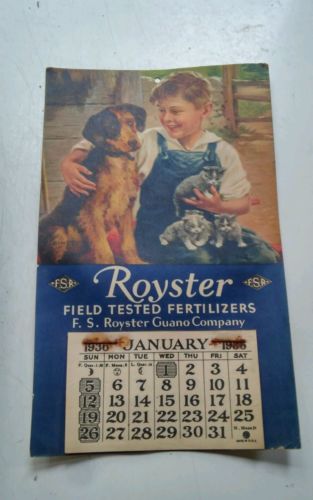 F.S.R. Royster F.S.R.
FIELD TESTED FERTILIZERS
F. S. Royster Guano Company
1936 JANUARY 1936
SUN MON TUE WED THU FRI SAT
1 2 3 4
5 6 7 8 9 10 11
12 13 14 15 16 17 18
19 20 21 22 23 24 25
26 27 28 29 30 31